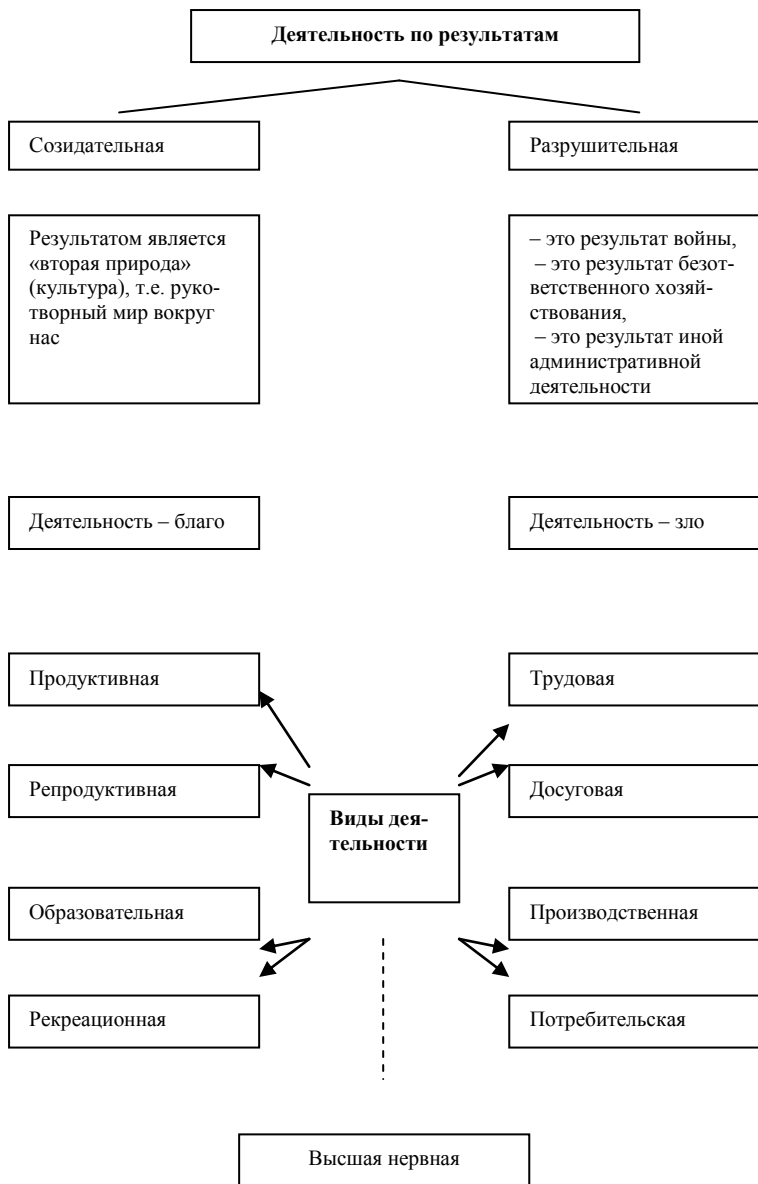 Деятельность по результатам
Созидательная
Разрушительная
Результатом является
«вторая природа»
(культура), т.е. руко-
творный мир вокруг
нас
– это результат войны,
– это результат безот-
ветственного хозяй-
ствования,
– это результат иной
административной
деятельности
Деятельность – благо
Деятельность – зло
Продуктивная
Трудовая
Репродуктивная
Досуговая
Виды дея-
тельности
Образовательная
Производственная
Рекреационная
Потребительская
Высшая нервная